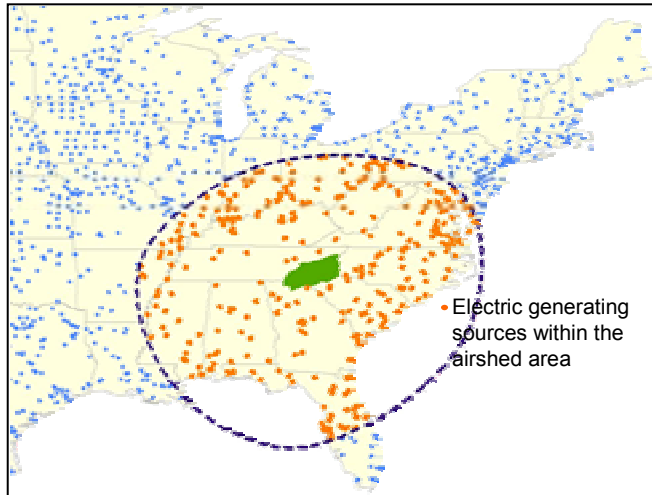 Electric generating
sources within the
airshed area